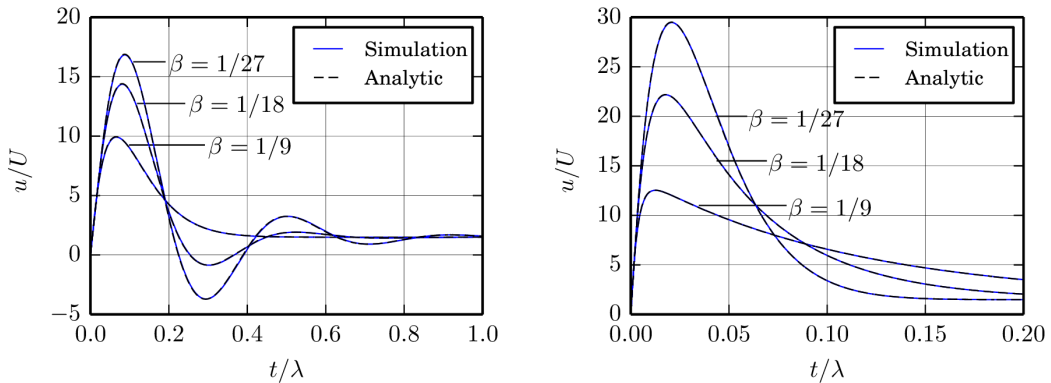 20
15
10
5
0
−5
u/U
0.0 0.2 0.4 0.6 0.8 1.0
t/λ
Simulation
Analytic
β = 1/27
β = 1/18
β = 1/9
30
25
20
15
10
5
0
u/U
0.00 0.05 0.10 0.15 0.20
t/λ
Simulation
Analytic
β = 1/27
β = 1/18
β = 1/9